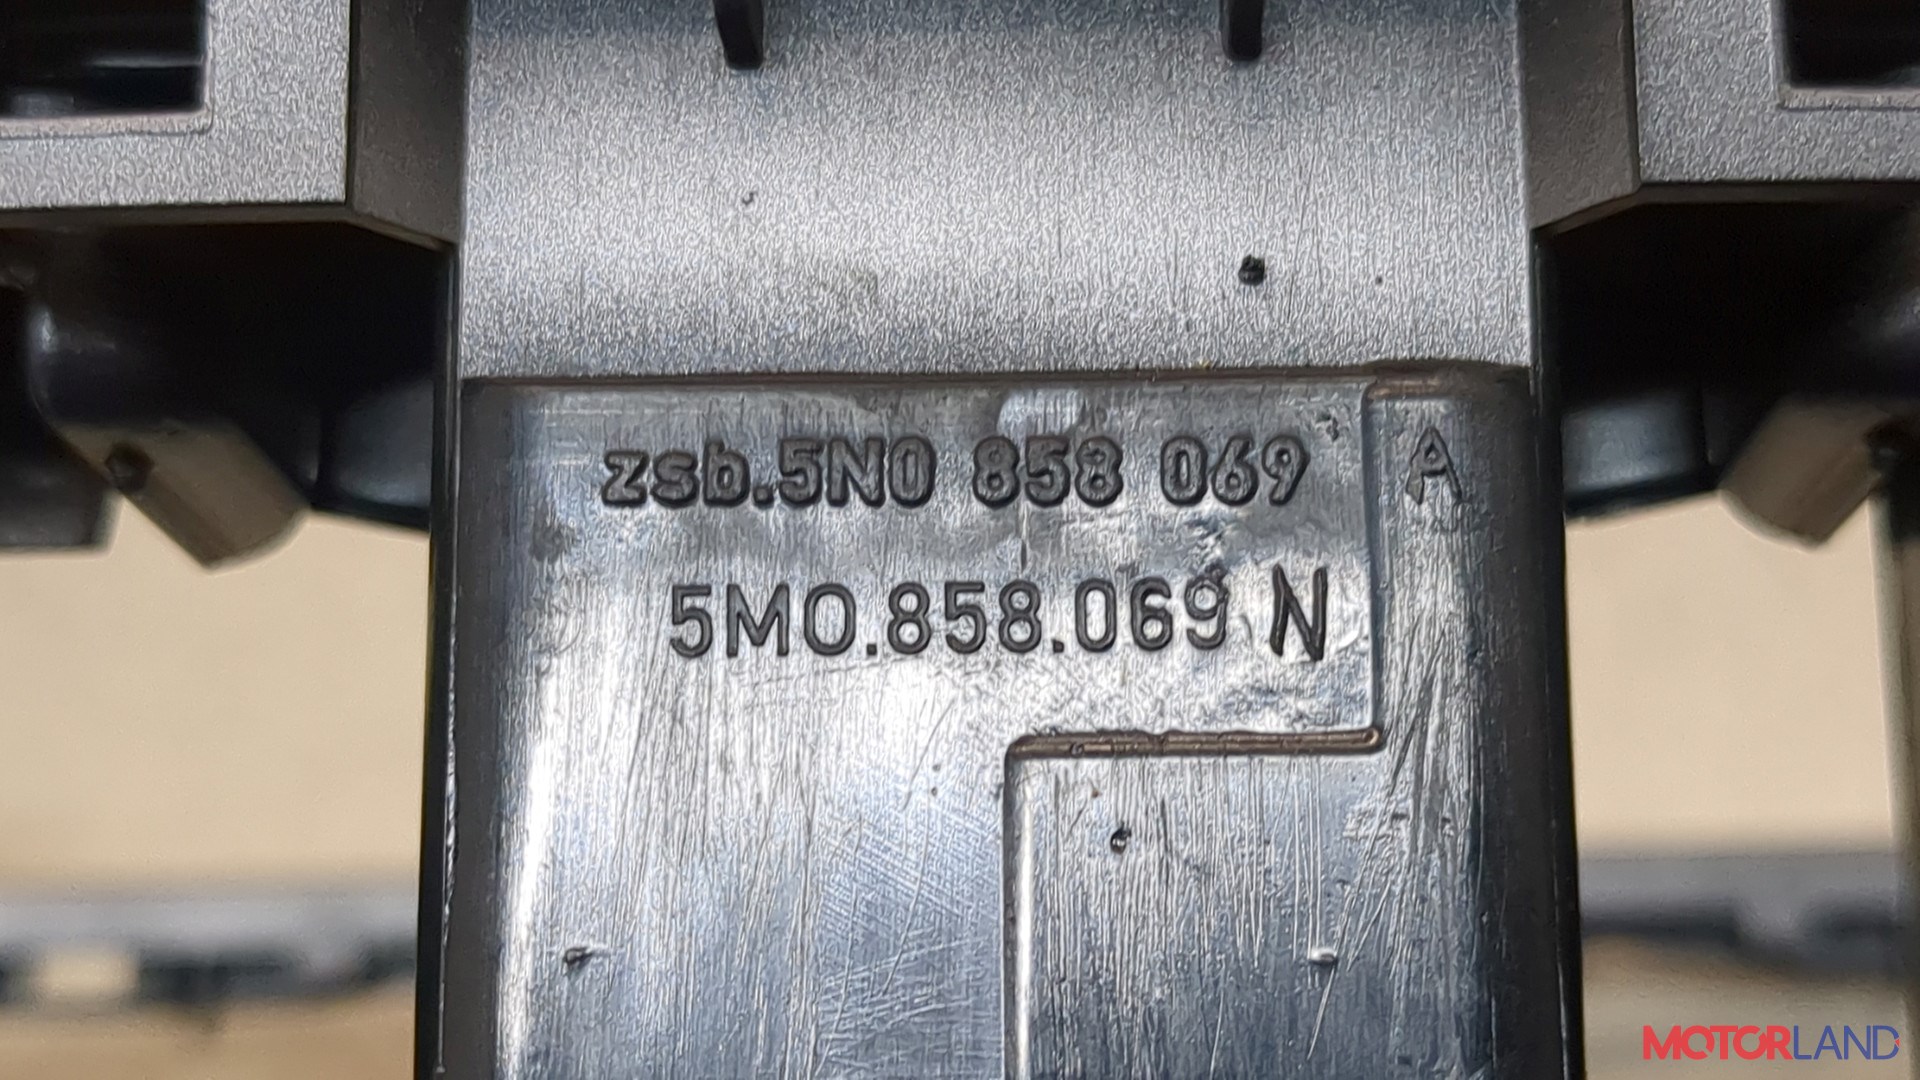 zsb.5N0 858 069 A
5M0.858.069 N
MOTORLAND